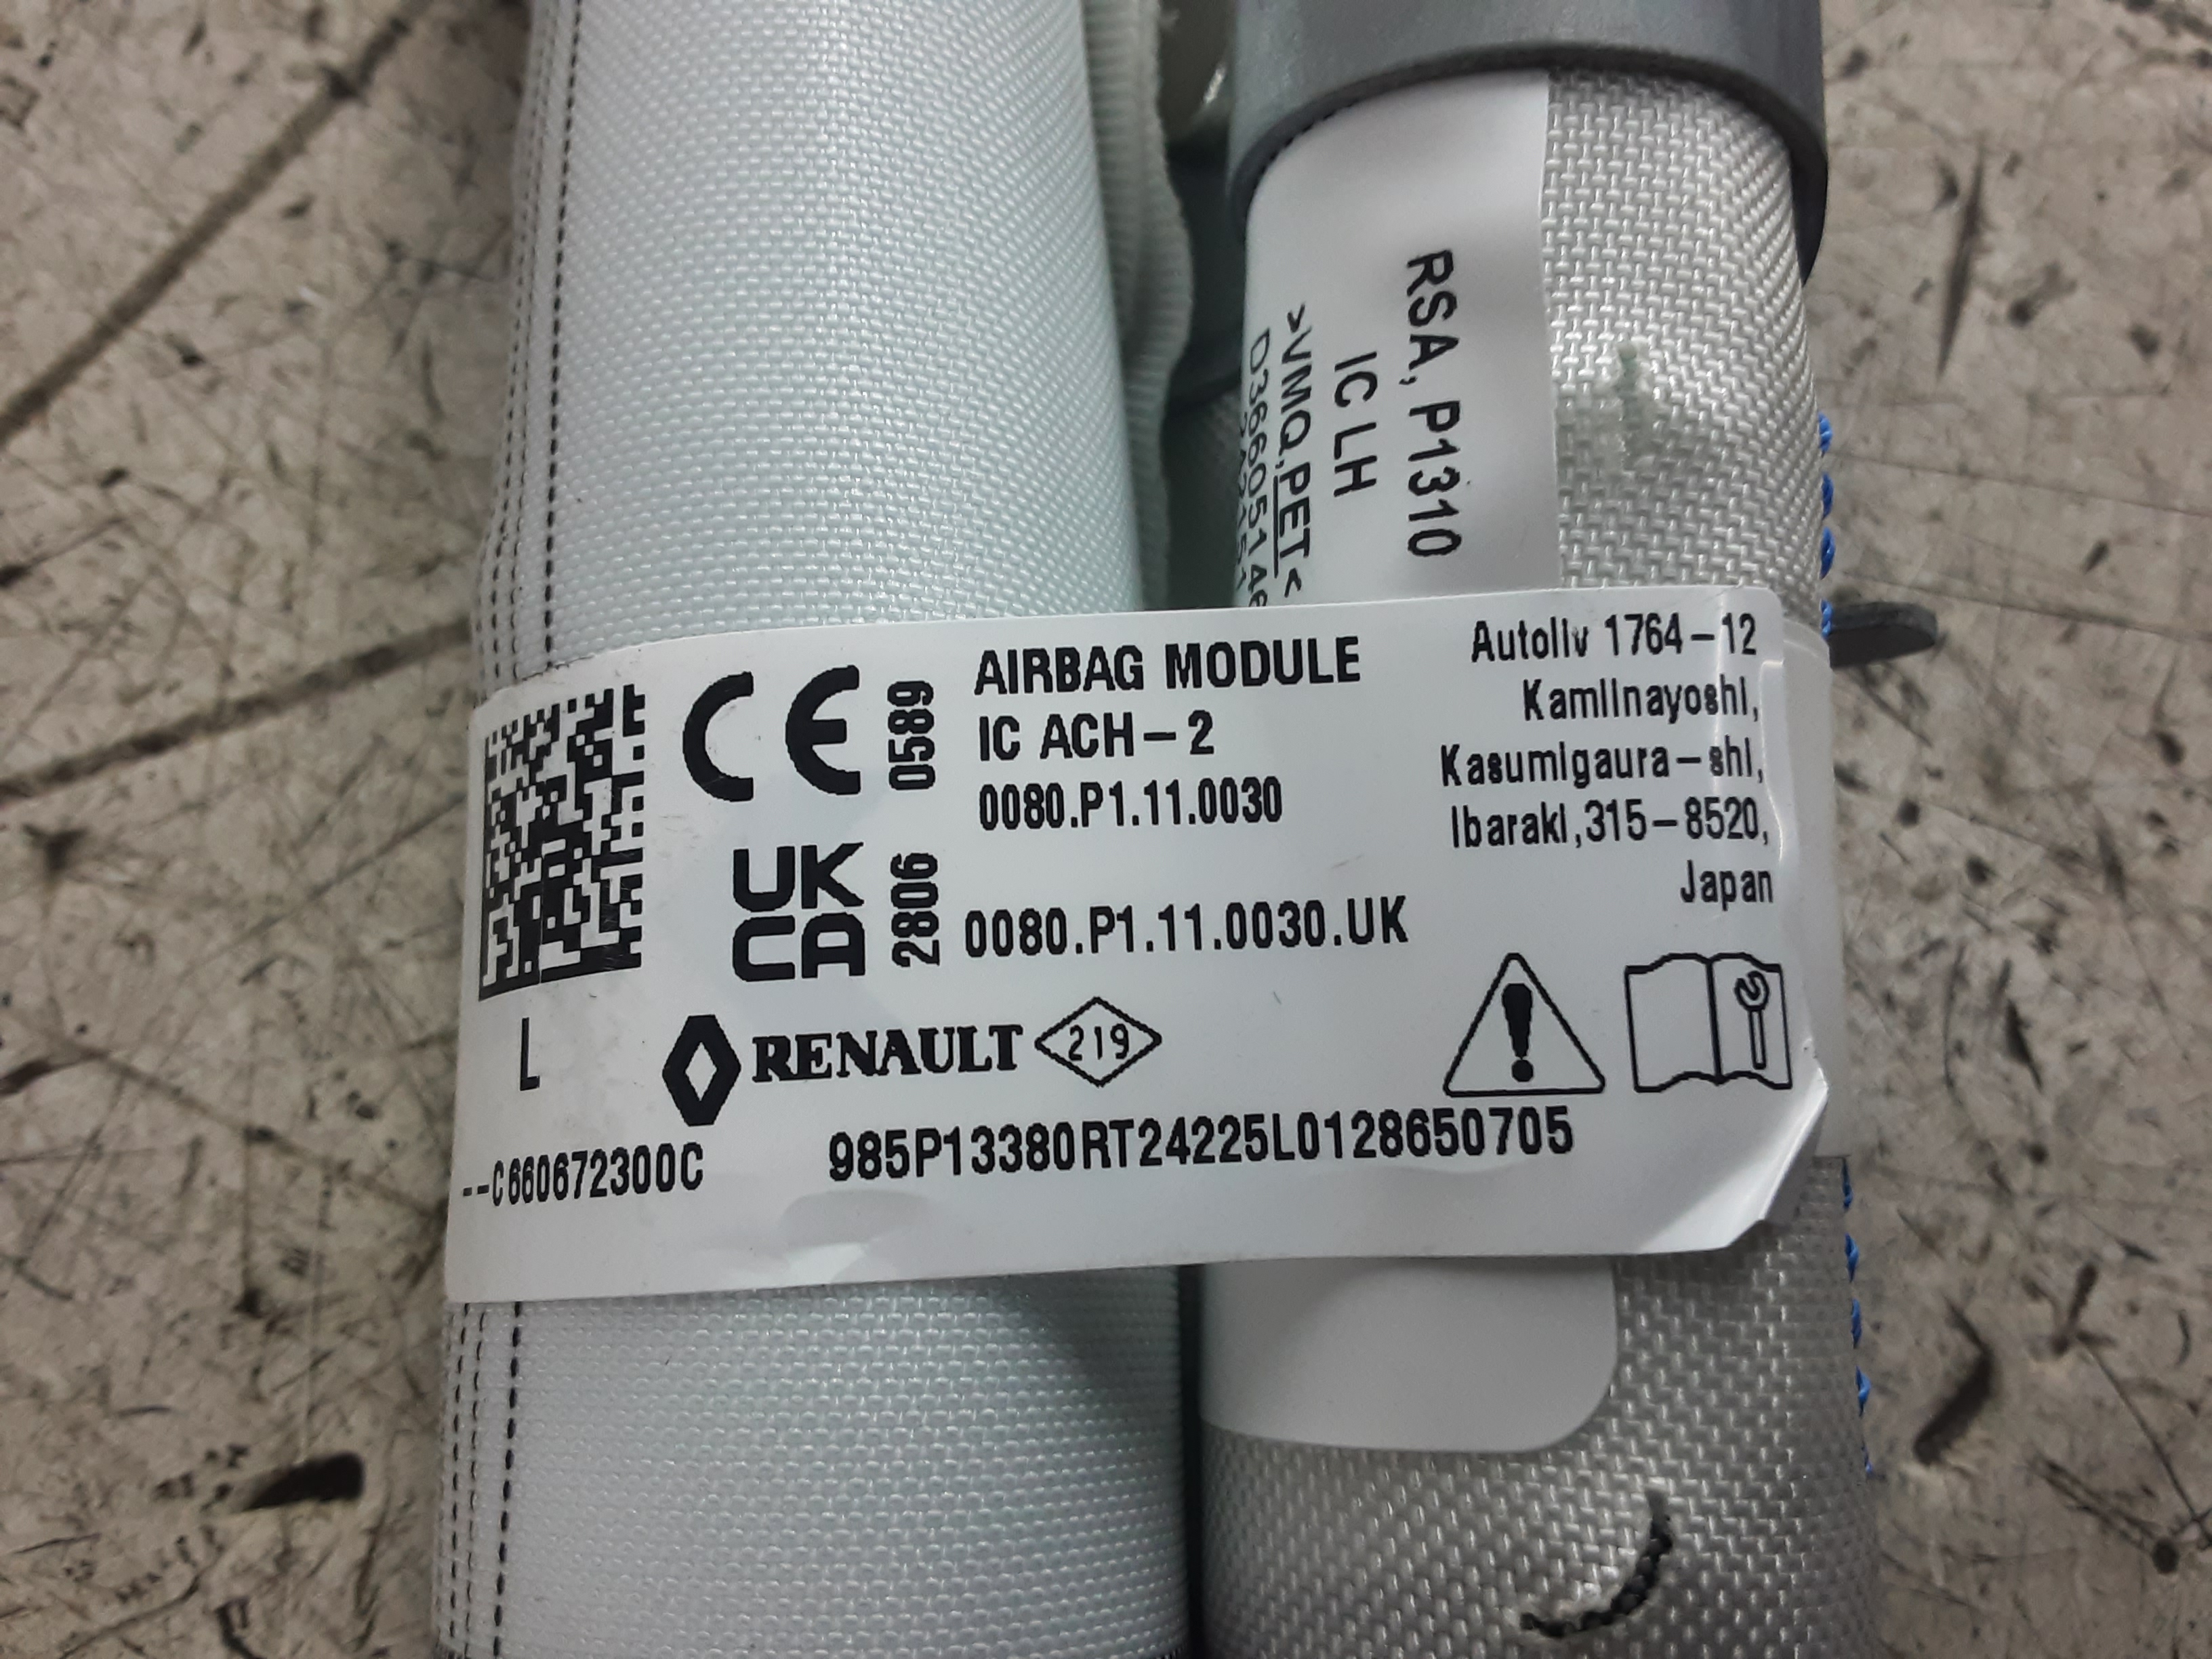 RSA, P1310
IC LH
>VMQ,PET<
D36605146
CE 0589
AIRBAG MODULE
IC ACH-2
0080.P1.11.0030
Autoliv 1764-12
Kamiinayoshi,
Kasumigaura-shi,
Ibaraki,315-8520,
Japan
UK
CA 2806
0080.P1.11.0030.UK
L
RENAULT 219
--C660672300C
985P13380RT24225L0128650705